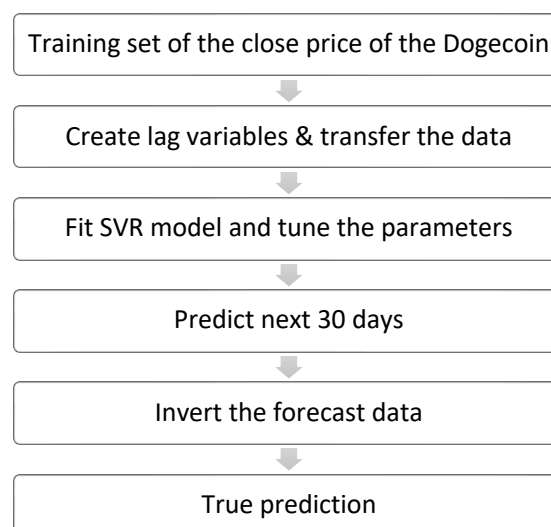 Training set of the close price of the Dogecoin
Create lag variables & transfer the data
Fit SVR model and tune the parameters
Predict next 30 days
Invert the forecast data
True prediction